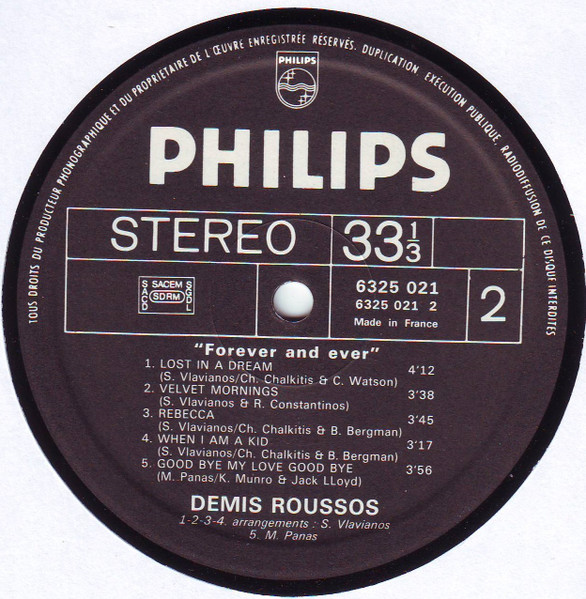 TOUS DROITS DU PRODUCTEUR PHONOGRAPHIQUE ET DU PROPRIETAIRE DE L'ŒUVRE ENREGISTRÉE RÉSERVÉS. DUPLICATION, EXÉCUTION PUBLIQUE, RADIODIFFUSION DE CE DISQUE INTERDITES
PHILIPS
PHILIPS
STEREO 33 1/3
SACD SACEM SDRM SGDL
6325 021
6325 021 2
Made in France
2
"Forever and ever"
1. LOST IN A DREAM 4'12
(S. Vlavianos/Ch. Chalkitis & C. Watson)
2. VELVET MORNINGS 3'38
(S. Vlavianos & R. Constantinos)
3. REBECCA 3'45
(S. Vlavianos/Ch. Chalkitis & B. Bergman)
4. WHEN I AM A KID 3'17
(S. Vlavianos/Ch. Chalkitis & B. Bergman)
5. GOOD BYE MY LOVE GOOD BYE 3'56
(M. Panas/K. Munro & Jack LLoyd)
DEMIS ROUSSOS
1-2-3-4. arrangements : S. Vlavianos
5. M. Panas